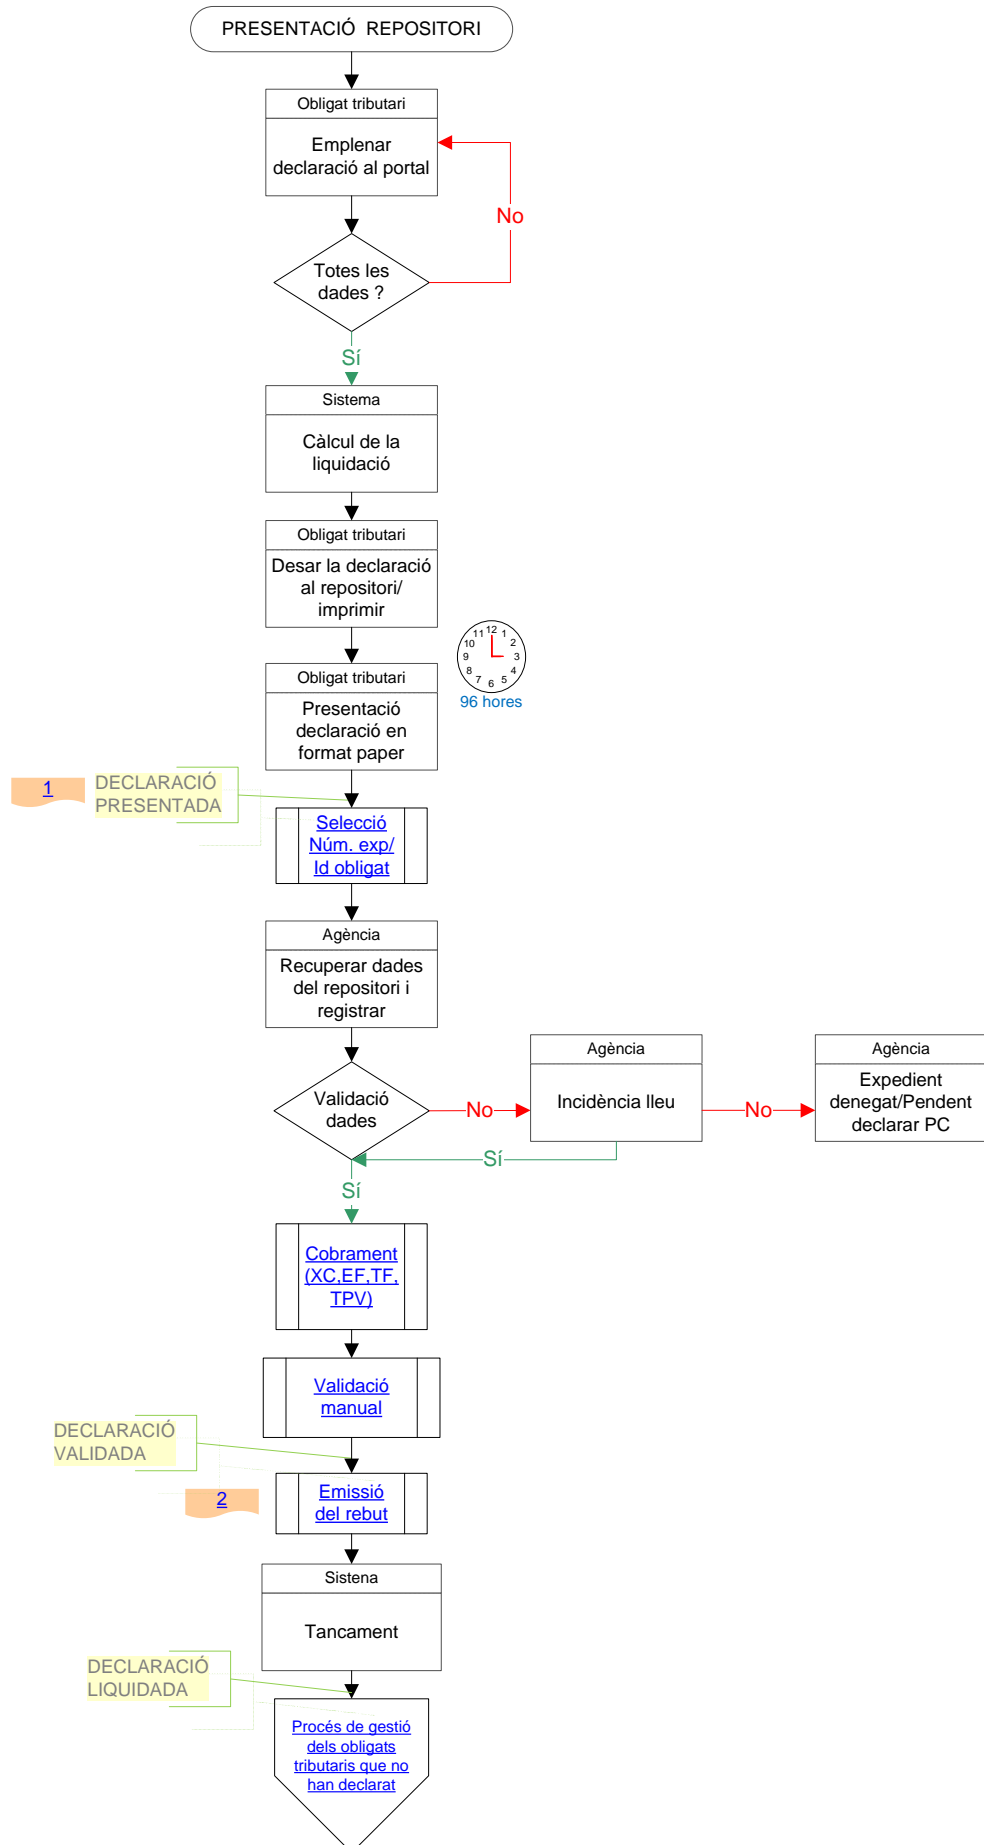 PRESENTACIÓ REPOSITORI
Obligat tributari
Emplenar
declaració al portal
No
Totes les
dades ?
Sí
Sistema
Càlcul de la
liquidació
Obligat tributari
Desar la declaració
al repositori/
imprimir
12
1
2
3
4
5
6
7
8
9
10
11
96 hores
Obligat tributari
Presentació
declaració en
format paper
1
DECLARACIÓ
PRESENTADA
Selecció
Núm. exp/
Id obligat
Agència
Recuperar dades
del repositori i
registrar
Validació
dades
No
Agència
Incidència lleu
No
Agència
Expedient
denegat/Pendent
declarar PC
Sí
Sí
Cobrament
(XC,EF,TF,
TPV)
Validació
manual
DECLARACIÓ
VALIDADA
2
Emissió
del rebut
Sistena
Tancament
DECLARACIÓ
LIQUIDADA
Procés de gestió
dels obligats
tributaris que no
han declarat